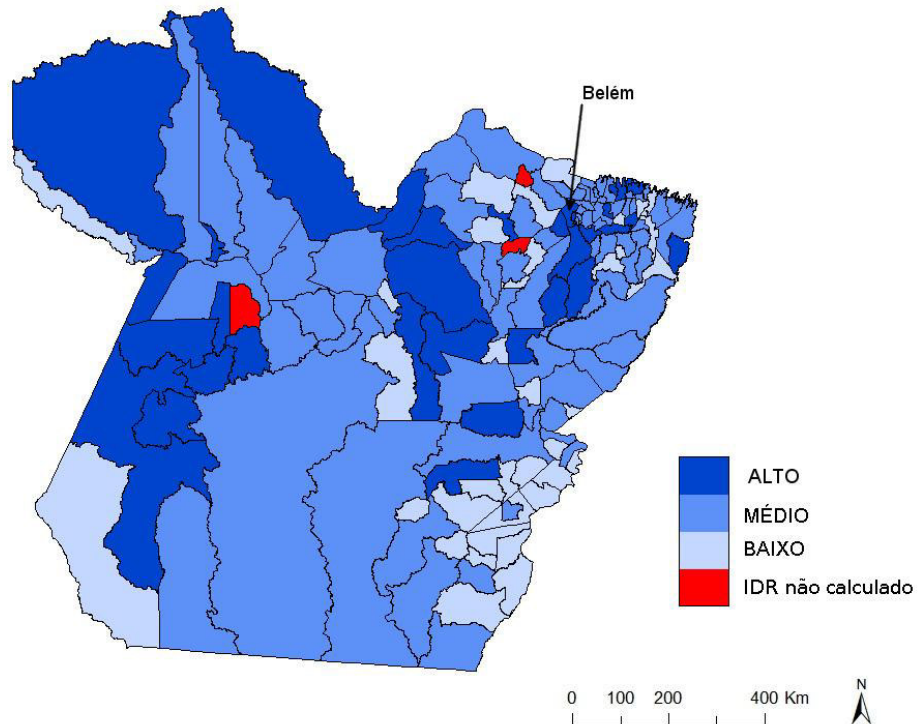 Belém
ALTO
MÉDIO
BAIXO
IDR não calculado
0 100 200 400 Km
N